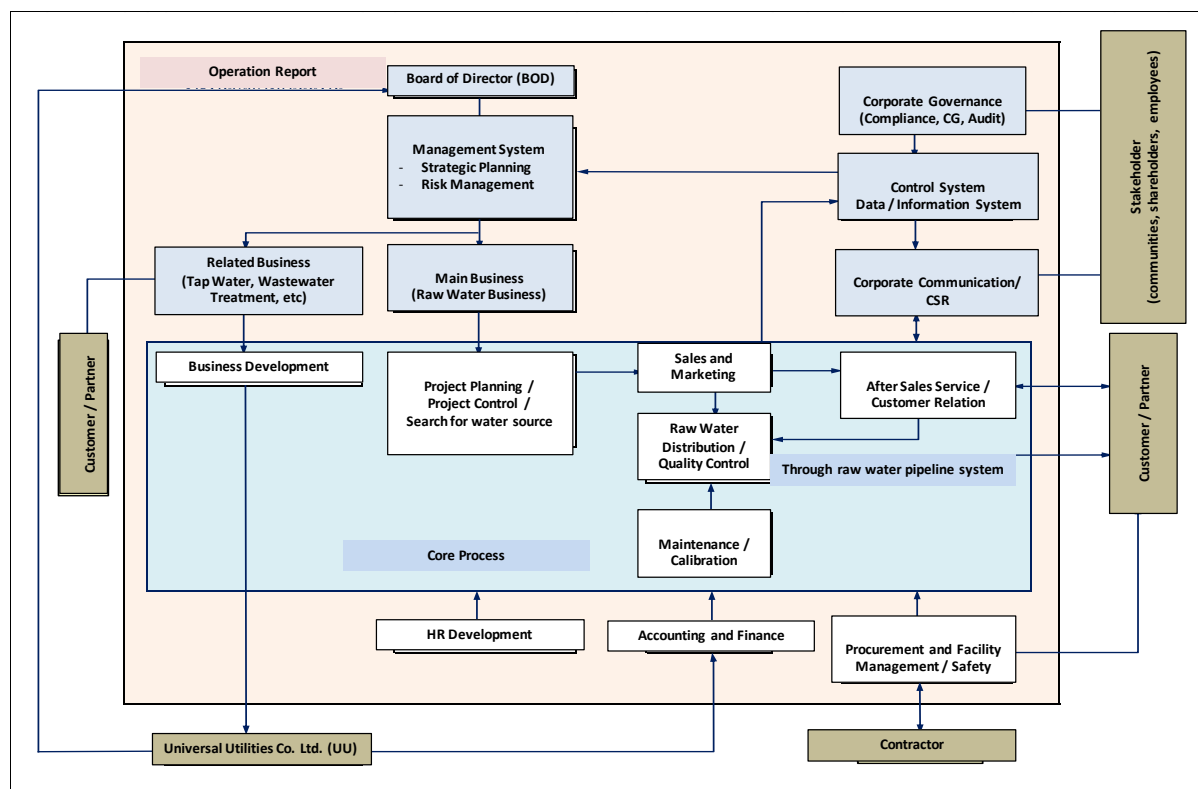 Operation Report
Board of Director (BOD)
Corporate Governance
(Compliance, CG, Audit)
Stakeholder
(communities, shareholders, employees)
Management System
- Strategic Planning
- Risk Management
Control System
Data / Information System
Related Business
(Tap Water, Wastewater
Treatment, etc)
Main Business
(Raw Water Business)
Corporate Communication/
CSR
Customer / Partner
Business Development
Project Planning /
Project Control /
Search for water source
Sales and
Marketing
After Sales Service /
Customer Relation
Customer / Partner
Raw Water
Distribution /
Quality Control
Through raw water pipeline system
Maintenance /
Calibration
Core Process
HR Development
Accounting and Finance
Procurement and Facility
Management / Safety
Universal Utilities Co. Ltd. (UU)
Contractor